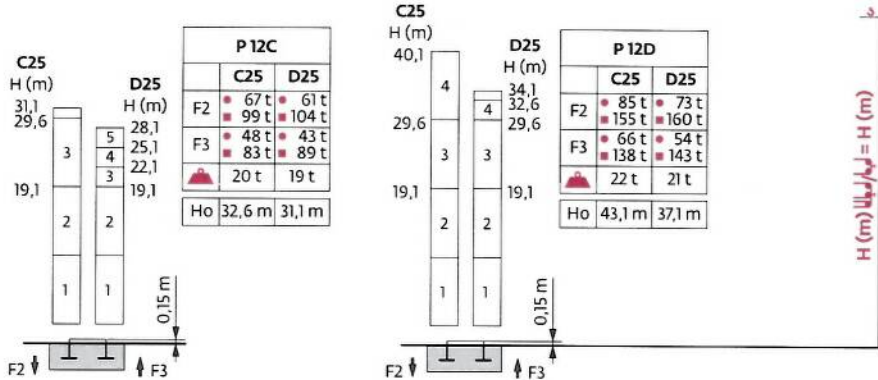 C25
H (m)
31,1
29,6
19,1
3
2
1
D25
H (m)
28,1
25,1
22,1
19,1
5
4
3
2
1
P 12C
C25 D25
F2 ● 67 t ● 61 t
■ 99 t ■ 104 t
F3 ● 48 t ● 43 t
■ 83 t ■ 89 t
20 t 19 t
Ho 32,6 m 31,1 m
0,15 m
F2 F3
C25
H (m)
40,1
29,6
19,1
4
3
2
1
D25
34,1
32,6
29,6
19,1
4
3
2
1
P 12D
C25 D25
F2 ● 85 t ● 73 t
■ 155 t ■ 160 t
F3 ● 66 t ● 54 t
■ 138 t ■ 143 t
22 t 21 t
Ho 43,1 m 37,1 m
0,15 m
F2 F3
H (m) = H (m)